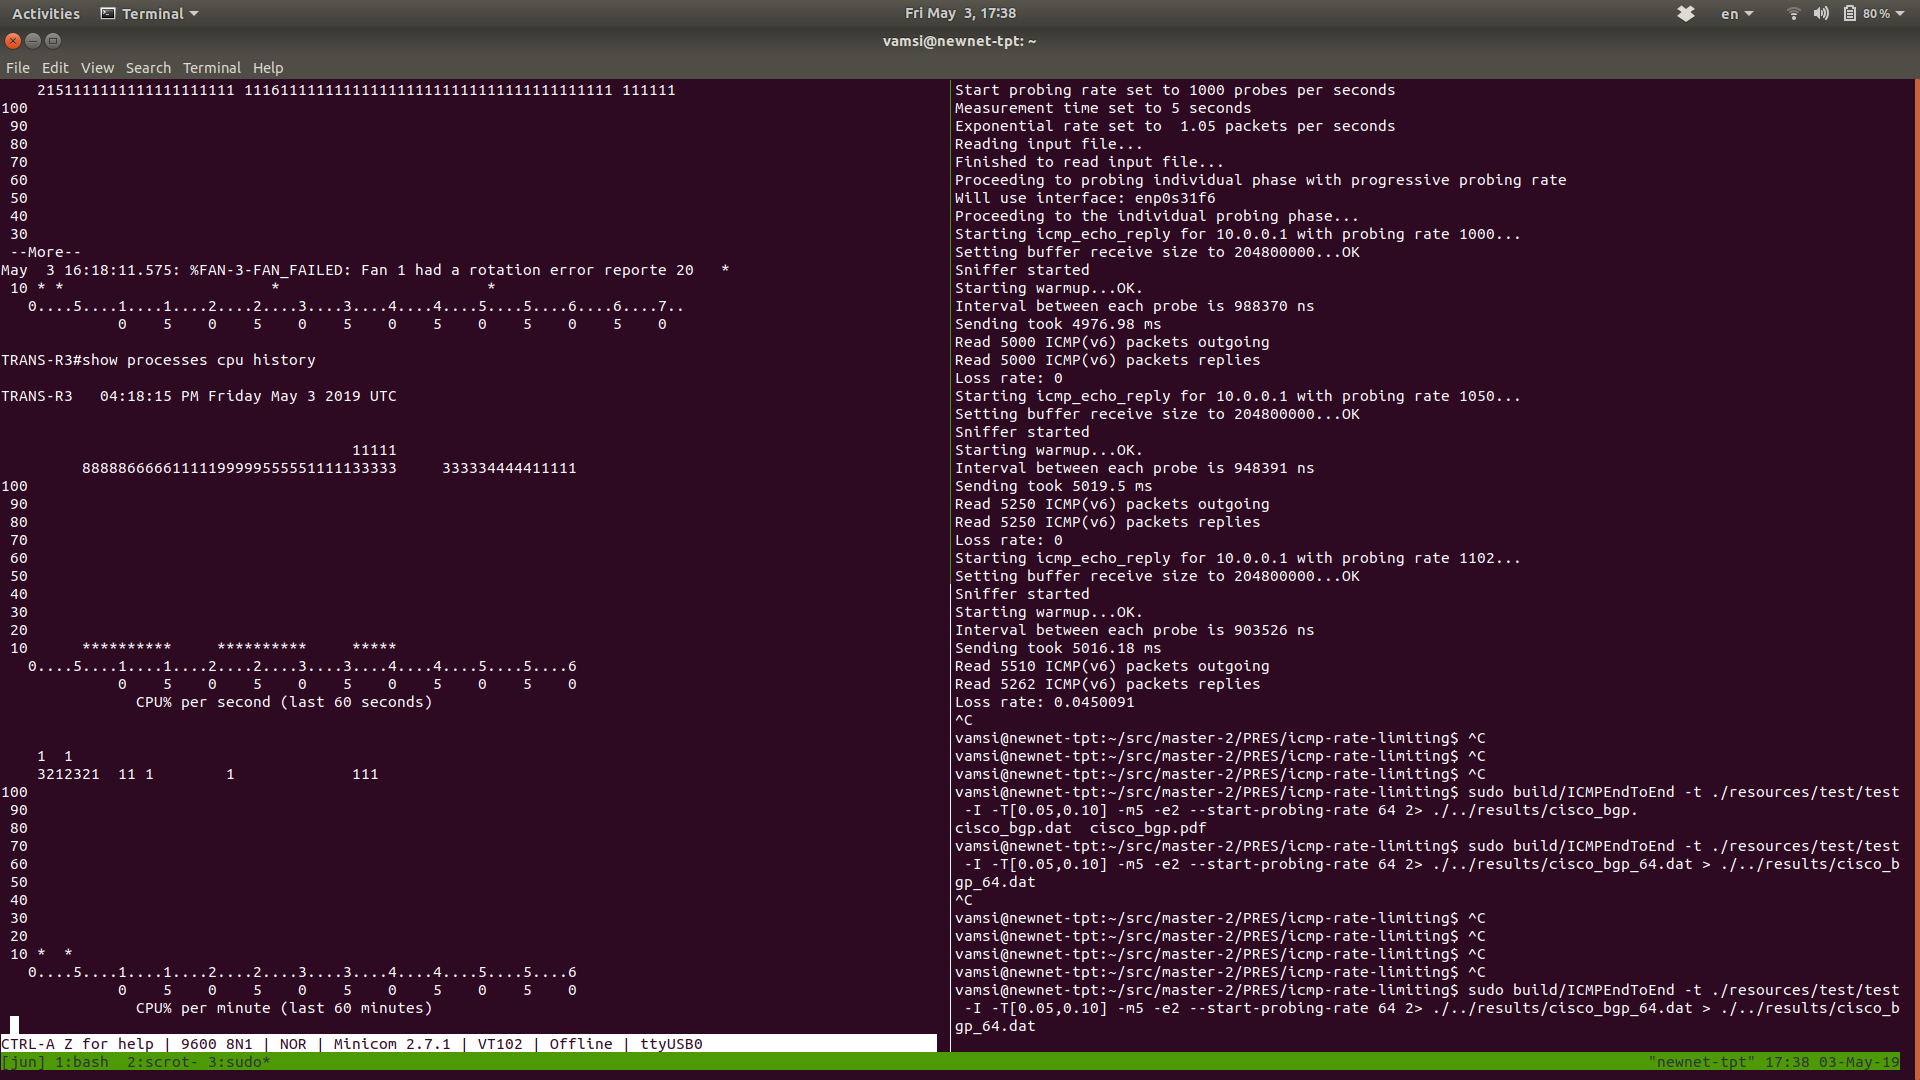 Activities Terminal Fri May 3, 17:38 en 80%
vamsi@newnet-tpt: ~
File Edit View Search Terminal Help
    2151111111111111111111 11161111111111111111111111111111111111111 111111
100
 90
 80
 70
 60
 50
 40
 30
 --More--
May  3 16:18:11.575: %FAN-3-FAN_FAILED: Fan 1 had a rotation error reporte 20   *
 10 * *                       *                       *
   0....5....1....1....2....2....3....3....4....4....5....5....6....6....7..
             0    5    0    5    0    5    0    5    0    5    0    5    0
TRANS-R3#show processes cpu history
TRANS-R3   04:18:15 PM Friday May 3 2019 UTC
                                       11111
         88888666661111199999555551111133333     333334444411111
100
 90
 80
 70
 60
 50
 40
 30
 20
 10      **********     **********     *****
   0....5....1....1....2....2....3....3....4....4....5....5....6
             0    5    0    5    0    5    0    5    0    5    0
               CPU% per second (last 60 seconds)
    1  1
    3212321  11 1        1             111
100
 90
 80
 70
 60
 50
 40
 30
 20
 10 *  *
   0....5....1....1....2....2....3....3....4....4....5....5....6
             0    5    0    5    0    5    0    5    0    5    0
               CPU% per minute (last 60 minutes)
CTRL-A Z for help | 9600 8N1 | NOR | Minicom 2.7.1 | VT102 | Offline | ttyUSB0
Start probing rate set to 1000 probes per seconds
Measurement time set to 5 seconds
Exponential rate set to  1.05 packets per seconds
Reading input file...
Finished to read input file...
Proceeding to probing individual phase with progressive probing rate
Will use interface: enp0s31f6
Proceeding to the individual probing phase...
Starting icmp_echo_reply for 10.0.0.1 with probing rate 1000...
Setting buffer receive size to 204800000...OK
Sniffer started
Starting warmup...OK.
Interval between each probe is 988370 ns
Sending took 4976.98 ms
Read 5000 ICMP(v6) packets outgoing
Read 5000 ICMP(v6) packets replies
Loss rate: 0
Starting icmp_echo_reply for 10.0.0.1 with probing rate 1050...
Setting buffer receive size to 204800000...OK
Sniffer started
Starting warmup...OK.
Interval between each probe is 948391 ns
Sending took 5019.5 ms
Read 5250 ICMP(v6) packets outgoing
Read 5250 ICMP(v6) packets replies
Loss rate: 0
Starting icmp_echo_reply for 10.0.0.1 with probing rate 1102...
Setting buffer receive size to 204800000...OK
Sniffer started
Starting warmup...OK.
Interval between each probe is 903526 ns
Sending took 5016.18 ms
Read 5510 ICMP(v6) packets outgoing
Read 5262 ICMP(v6) packets replies
Loss rate: 0.0450091
^C
vamsi@newnet-tpt:~/src/master-2/PRES/icmp-rate-limiting$ ^C
vamsi@newnet-tpt:~/src/master-2/PRES/icmp-rate-limiting$ ^C
vamsi@newnet-tpt:~/src/master-2/PRES/icmp-rate-limiting$ ^C
vamsi@newnet-tpt:~/src/master-2/PRES/icmp-rate-limiting$ sudo build/ICMPEndToEnd -t ./resources/test/test
 -I -T[0.05,0.10] -m5 -e2 --start-probing-rate 64 2> ./../results/cisco_bgp.
cisco_bgp.dat  cisco_bgp.pdf
vamsi@newnet-tpt:~/src/master-2/PRES/icmp-rate-limiting$ sudo build/ICMPEndToEnd -t ./resources/test/test
 -I -T[0.05,0.10] -m5 -e2 --start-probing-rate 64 2> ./../results/cisco_bgp_64.dat > ./../results/cisco_b
gp_64.dat
^C
vamsi@newnet-tpt:~/src/master-2/PRES/icmp-rate-limiting$ ^C
vamsi@newnet-tpt:~/src/master-2/PRES/icmp-rate-limiting$ ^C
vamsi@newnet-tpt:~/src/master-2/PRES/icmp-rate-limiting$ ^C
vamsi@newnet-tpt:~/src/master-2/PRES/icmp-rate-limiting$ ^C
vamsi@newnet-tpt:~/src/master-2/PRES/icmp-rate-limiting$ sudo build/ICMPEndToEnd -t ./resources/test/test
 -I -T[0.05,0.10] -m5 -e2 --start-probing-rate 64 2> ./../results/cisco_bgp_64.dat > ./../results/cisco_b
gp_64.dat
[jun] 1:bash  2:scrot- 3:sudo* "newnet-tpt" 17:38 03-May-19